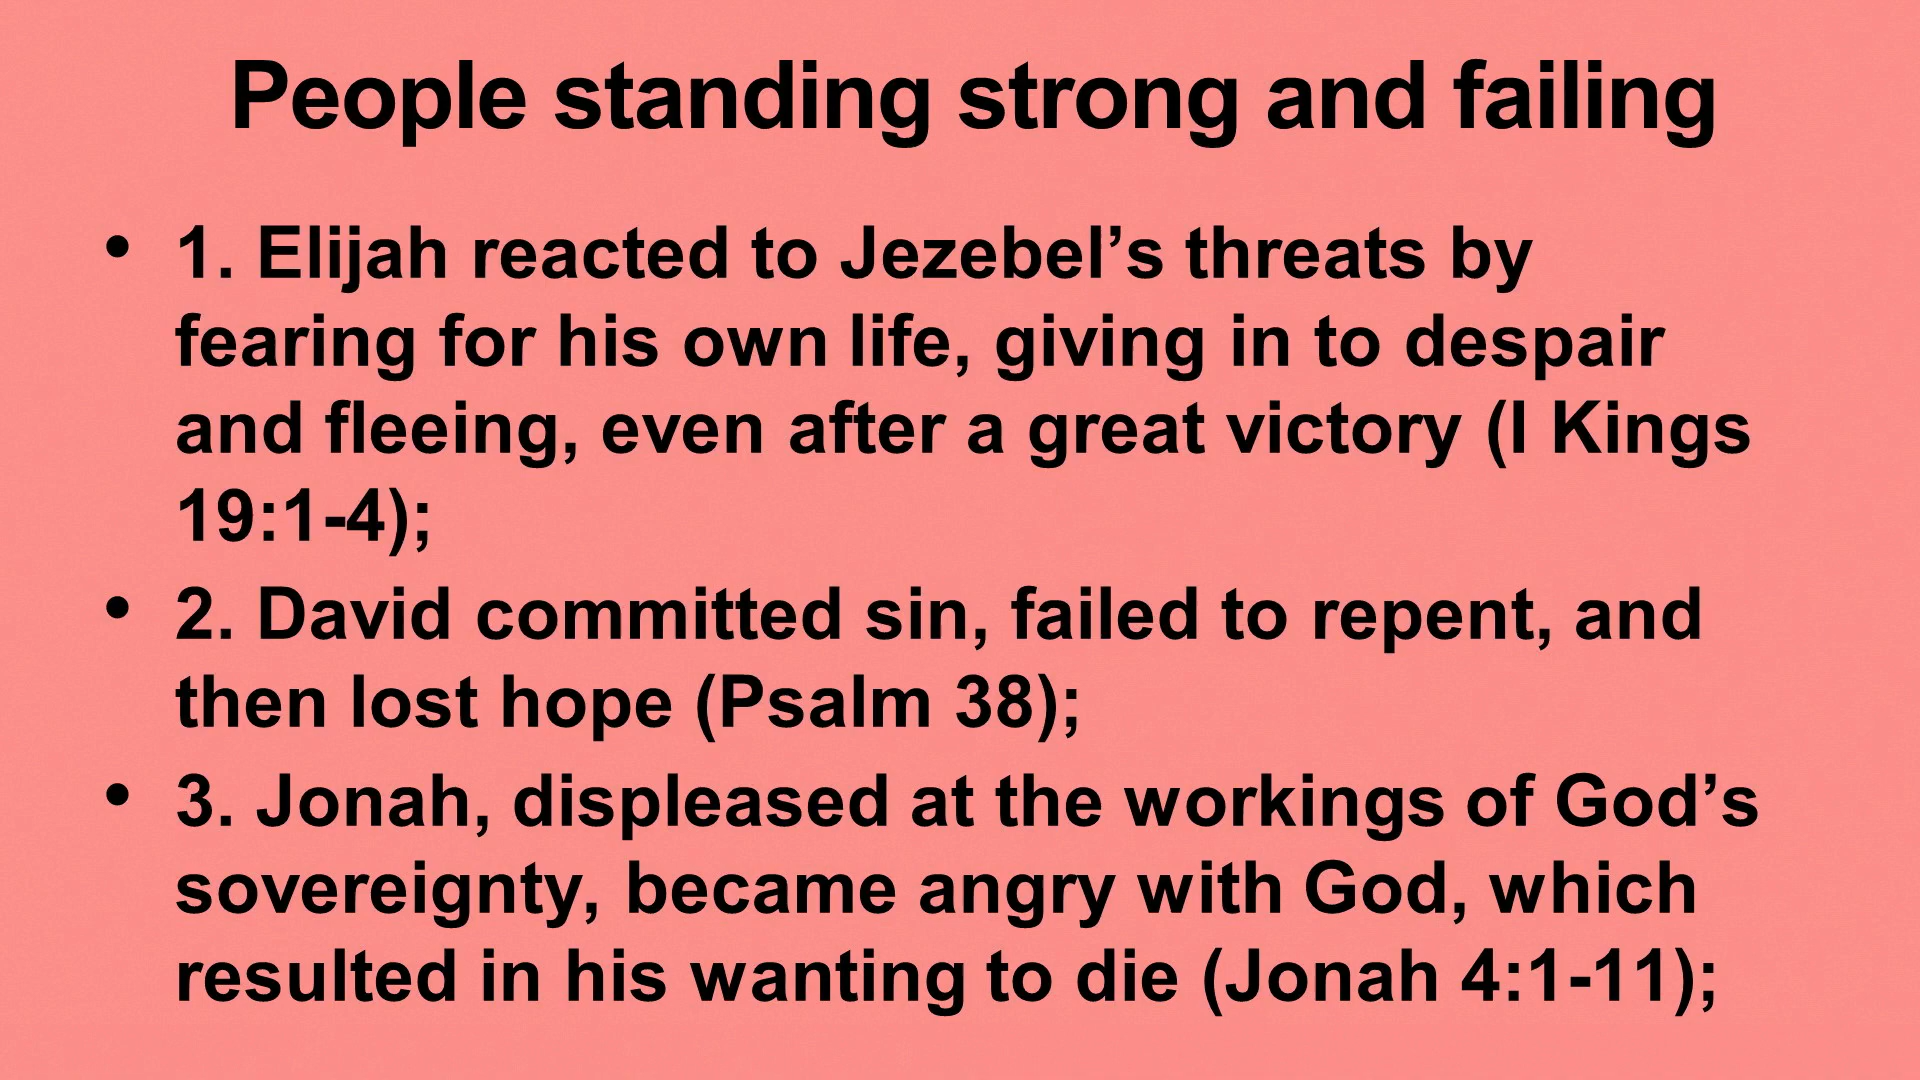 People standing strong and failing
• 1. Elijah reacted to Jezebel’s threats by
fearing for his own life, giving in to despair
and fleeing, even after a great victory (I Kings
19:1-4);
• 2. David committed sin, failed to repent, and
then lost hope (Psalm 38);
• 3. Jonah, displeased at the workings of God’s
sovereignty, became angry with God, which
resulted in his wanting to die (Jonah 4:1-11);